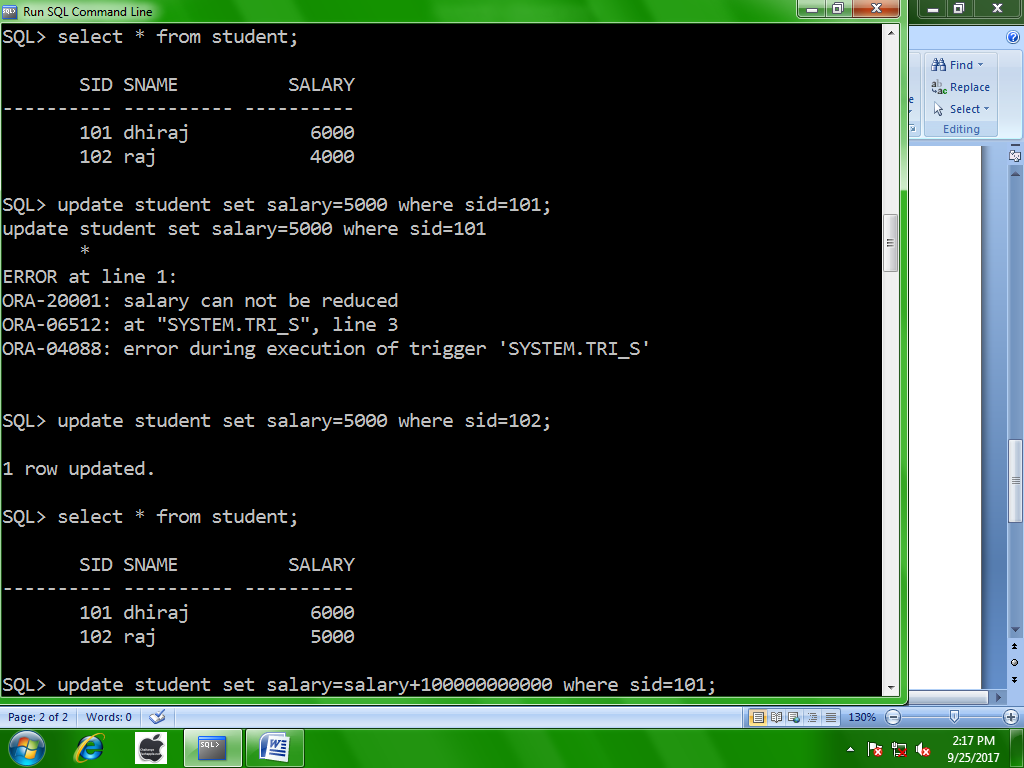 Run SQL Command Line
SQL> select * from student;
SID SNAME SALARY
---------- ---------- ----------
101 dhiraj 6000
102 raj 4000
SQL> update student set salary=5000 where sid=101;
update student set salary=5000 where sid=101
*
ERROR at line 1:
ORA-20001: salary can not be reduced
ORA-06512: at "SYSTEM.TRI_S", line 3
ORA-04088: error during execution of trigger 'SYSTEM.TRI_S'
SQL> update student set salary=5000 where sid=102;
1 row updated.
SQL> select * from student;
SID SNAME SALARY
---------- ---------- ----------
101 dhiraj 6000
102 raj 5000
SQL> update student set salary=salary+100000000000 where sid=101;
Find
Replace
Select
Editing
Page: 2 of 2
Words: 0
130%
SQL>
2:17 PM
9/25/2017